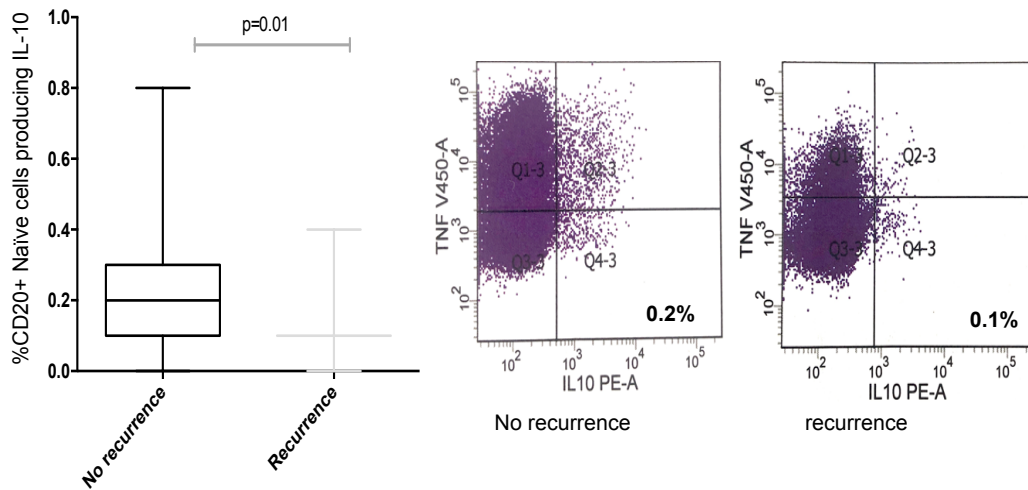 %CD20+ Naïve cells producing IL-10
1.0
0.8
0.6
0.4
0.2
0.0
p=0.01
No recurrence
Recurrence
TNF V450-A
10^5
10^4
10^3
10^2
Q1-3
Q2-3
Q3-3
Q4-3
0.2%
10^2 10^3 10^4 10^5
IL10 PE-A
No recurrence
TNF V450-A
10^5
10^4
10^3
10^2
Q1-3
Q2-3
Q3-3
Q4-3
0.1%
10^2 10^3 10^4 10^5
IL10 PE-A
recurrence